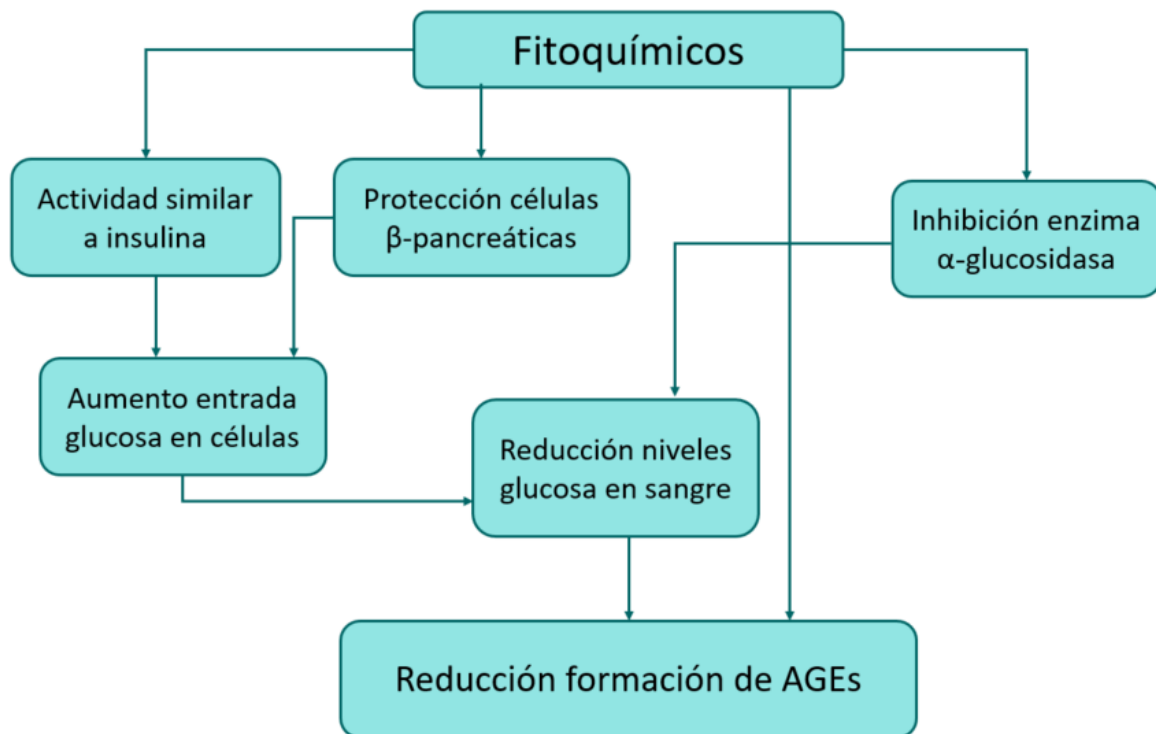 Fitoquímicos
Actividad similar
a insulina
Protección células
β-pancreáticas
Inhibición enzima
α-glucosidasa
Aumento entrada
glucosa en células
Reducción niveles
glucosa en sangre
Reducción formación de AGEs